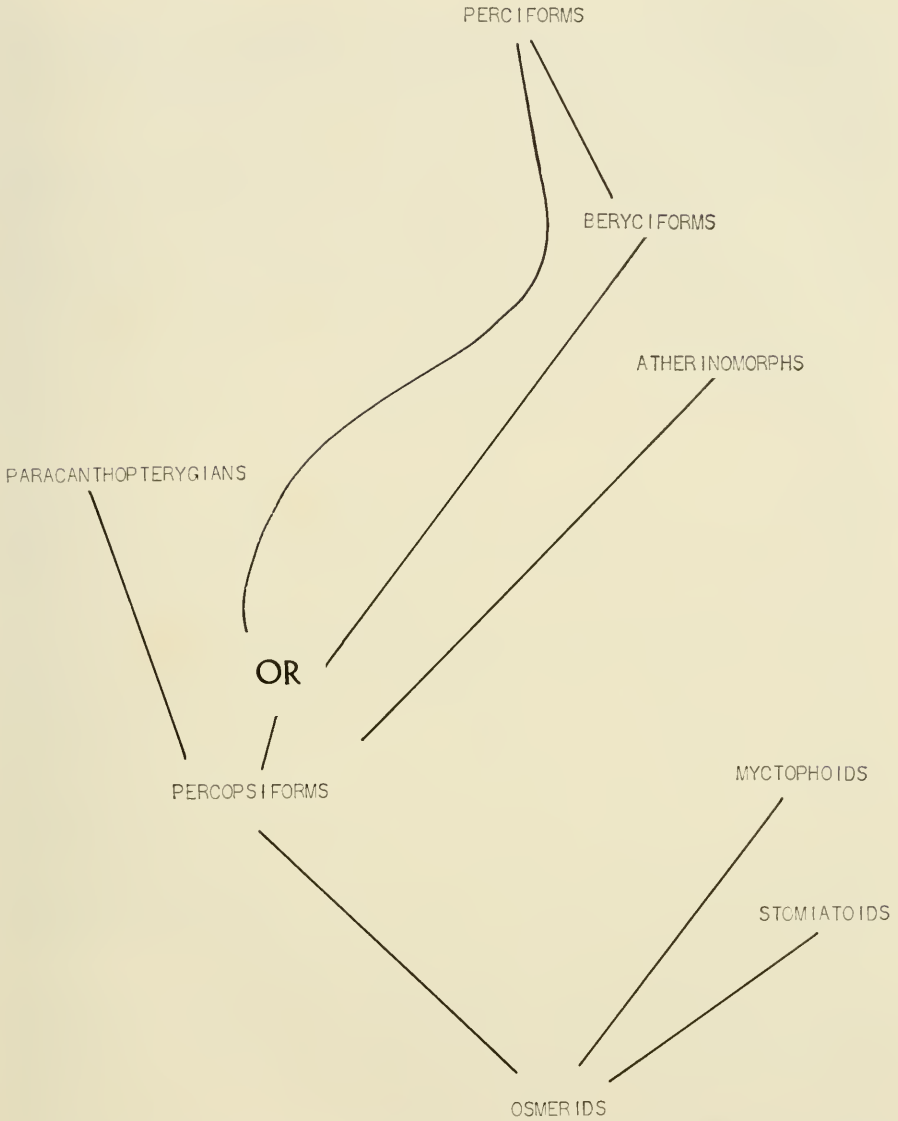 PERCIFORMS
BERYCIFORMS
ATHERINOMORPHS
PARACANTHOPTERYGIANS
OR
PERCOPSIFORMS
MYCTOPHOIDS
STOMIATOIDS
OSMERIDS